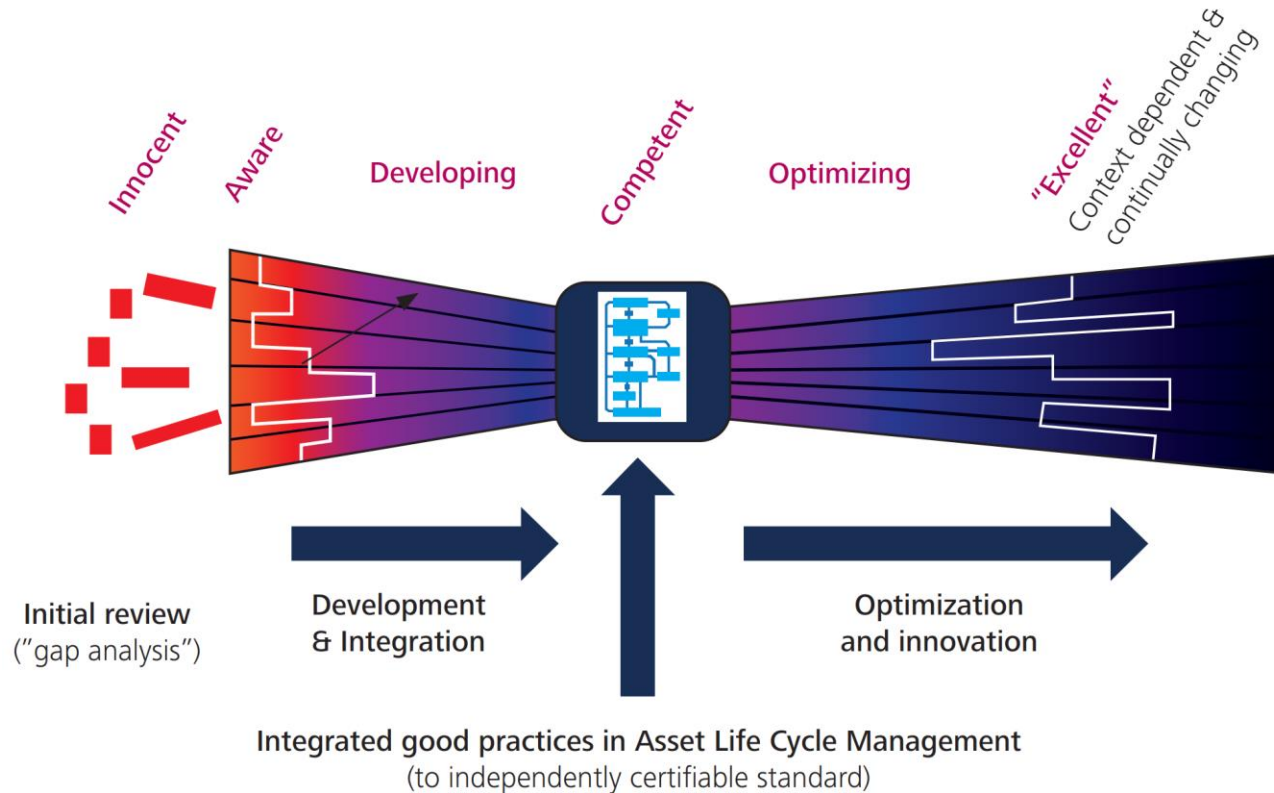 Innocent
Aware
Developing
Competent
Optimizing
"Excellent"
Context dependent &
continually changing
Initial review
("gap analysis")
Development
& Integration
Optimization
and innovation
Integrated good practices in Asset Life Cycle Management
(to independently certifiable standard)